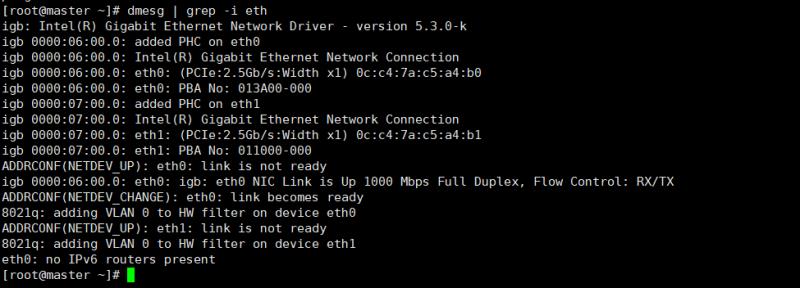 [root@master ~]# dmesg | grep -i eth
igb: Intel(R) Gigabit Ethernet Network Driver - version 5.3.0-k
igb 0000:06:00.0: added PHC on eth0
igb 0000:06:00.0: Intel(R) Gigabit Ethernet Network Connection
igb 0000:06:00.0: eth0: (PCIe:2.5Gb/s:Width x1) 0c:c4:7a:c5:a4:b0
igb 0000:06:00.0: eth0: PBA No: 013A00-000
igb 0000:07:00.0: added PHC on eth1
igb 0000:07:00.0: Intel(R) Gigabit Ethernet Network Connection
igb 0000:07:00.0: eth1: (PCIe:2.5Gb/s:Width x1) 0c:c4:7a:c5:a4:b1
igb 0000:07:00.0: eth1: PBA No: 011000-000
ADDRCONF(NETDEV_UP): eth0: link is not ready
igb 0000:06:00.0: eth0: igb: eth0 NIC Link is Up 1000 Mbps Full Duplex, Flow Control: RX/TX
ADDRCONF(NETDEV_CHANGE): eth0: link becomes ready
8021q: adding VLAN 0 to HW filter on device eth0
ADDRCONF(NETDEV_UP): eth1: link is not ready
8021q: adding VLAN 0 to HW filter on device eth1
eth0: no IPv6 routers present
[root@master ~]#